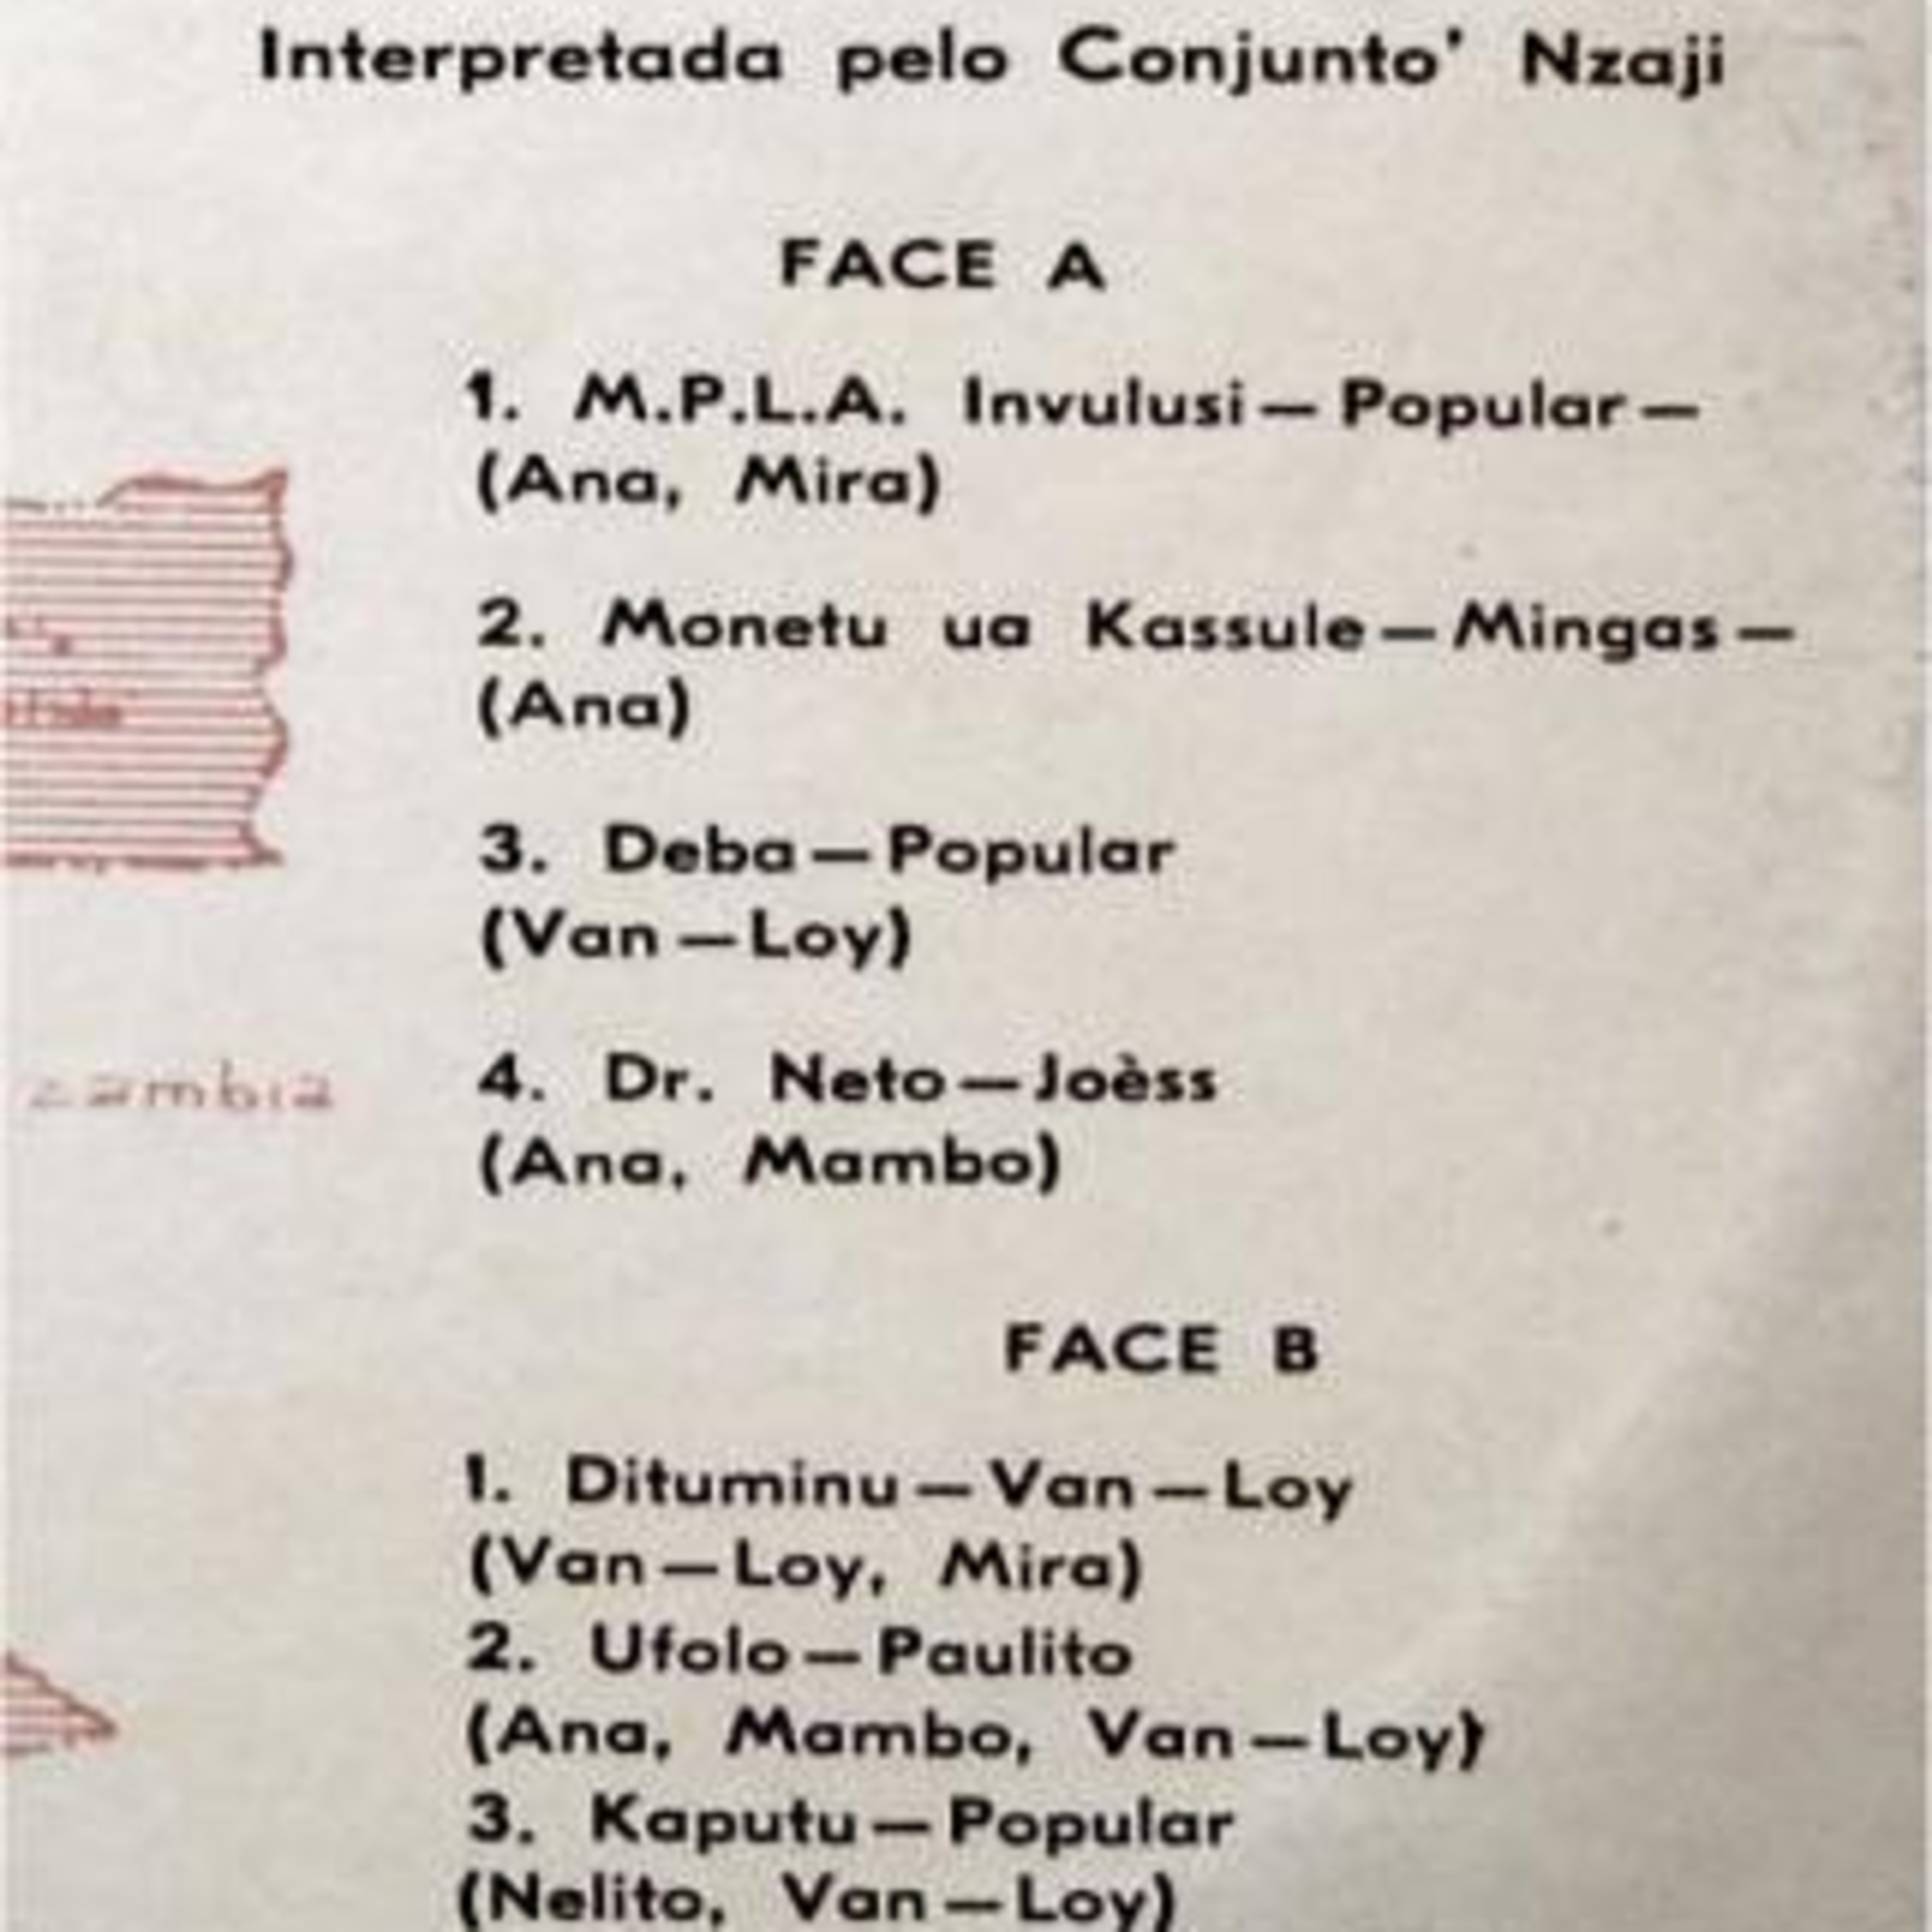 Interpretada pelo Conjunto' Nzaji
FACE A
1. M.P.L.A. Invulusi — Popular —
(Ana, Mira)
2. Monetu ua Kassule — Mingas —
(Ana)
3. Deba — Popular
(Van — Loy)
zambia
4. Dr. Neto — Joèss
(Ana, Mambo)
FACE B
1. Dituminu — Van — Loy
(Van — Loy, Mira)
2. Ufolo — Paulito
(Ana, Mambo, Van — Loy)
3. Kaputu — Popular
(Nelito, Van — Loy)